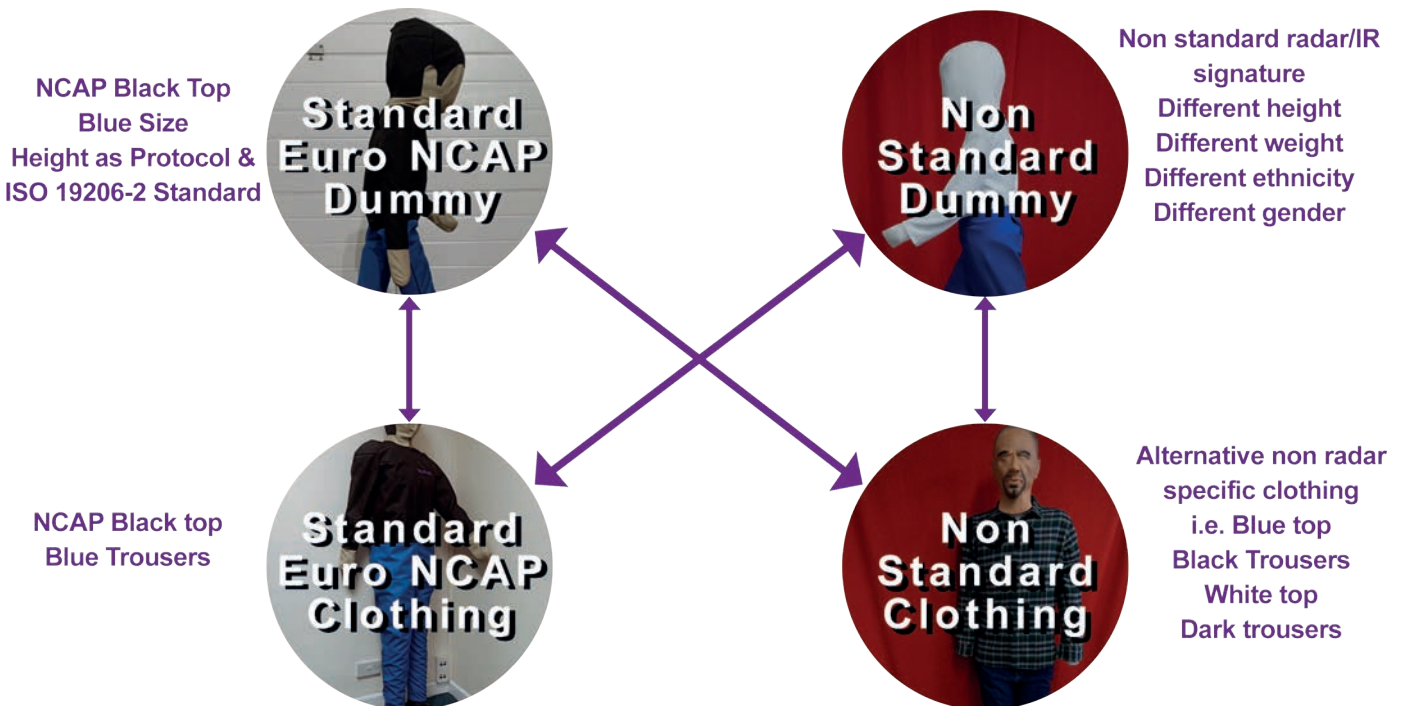 NCAP Black Top
Blue Size
Height as Protocol &
ISO 19206-2 Standard
Standard
Euro NCAP
Dummy
Non
Standard
Dummy
Non standard radar/IR
signature
Different height
Different weight
Different ethnicity
Different gender
NCAP Black top
Blue Trousers
Standard
Euro NCAP
Clothing
Non
Standard
Clothing
Alternative non radar
specific clothing
i.e. Blue top
Black Trousers
White top
Dark trousers